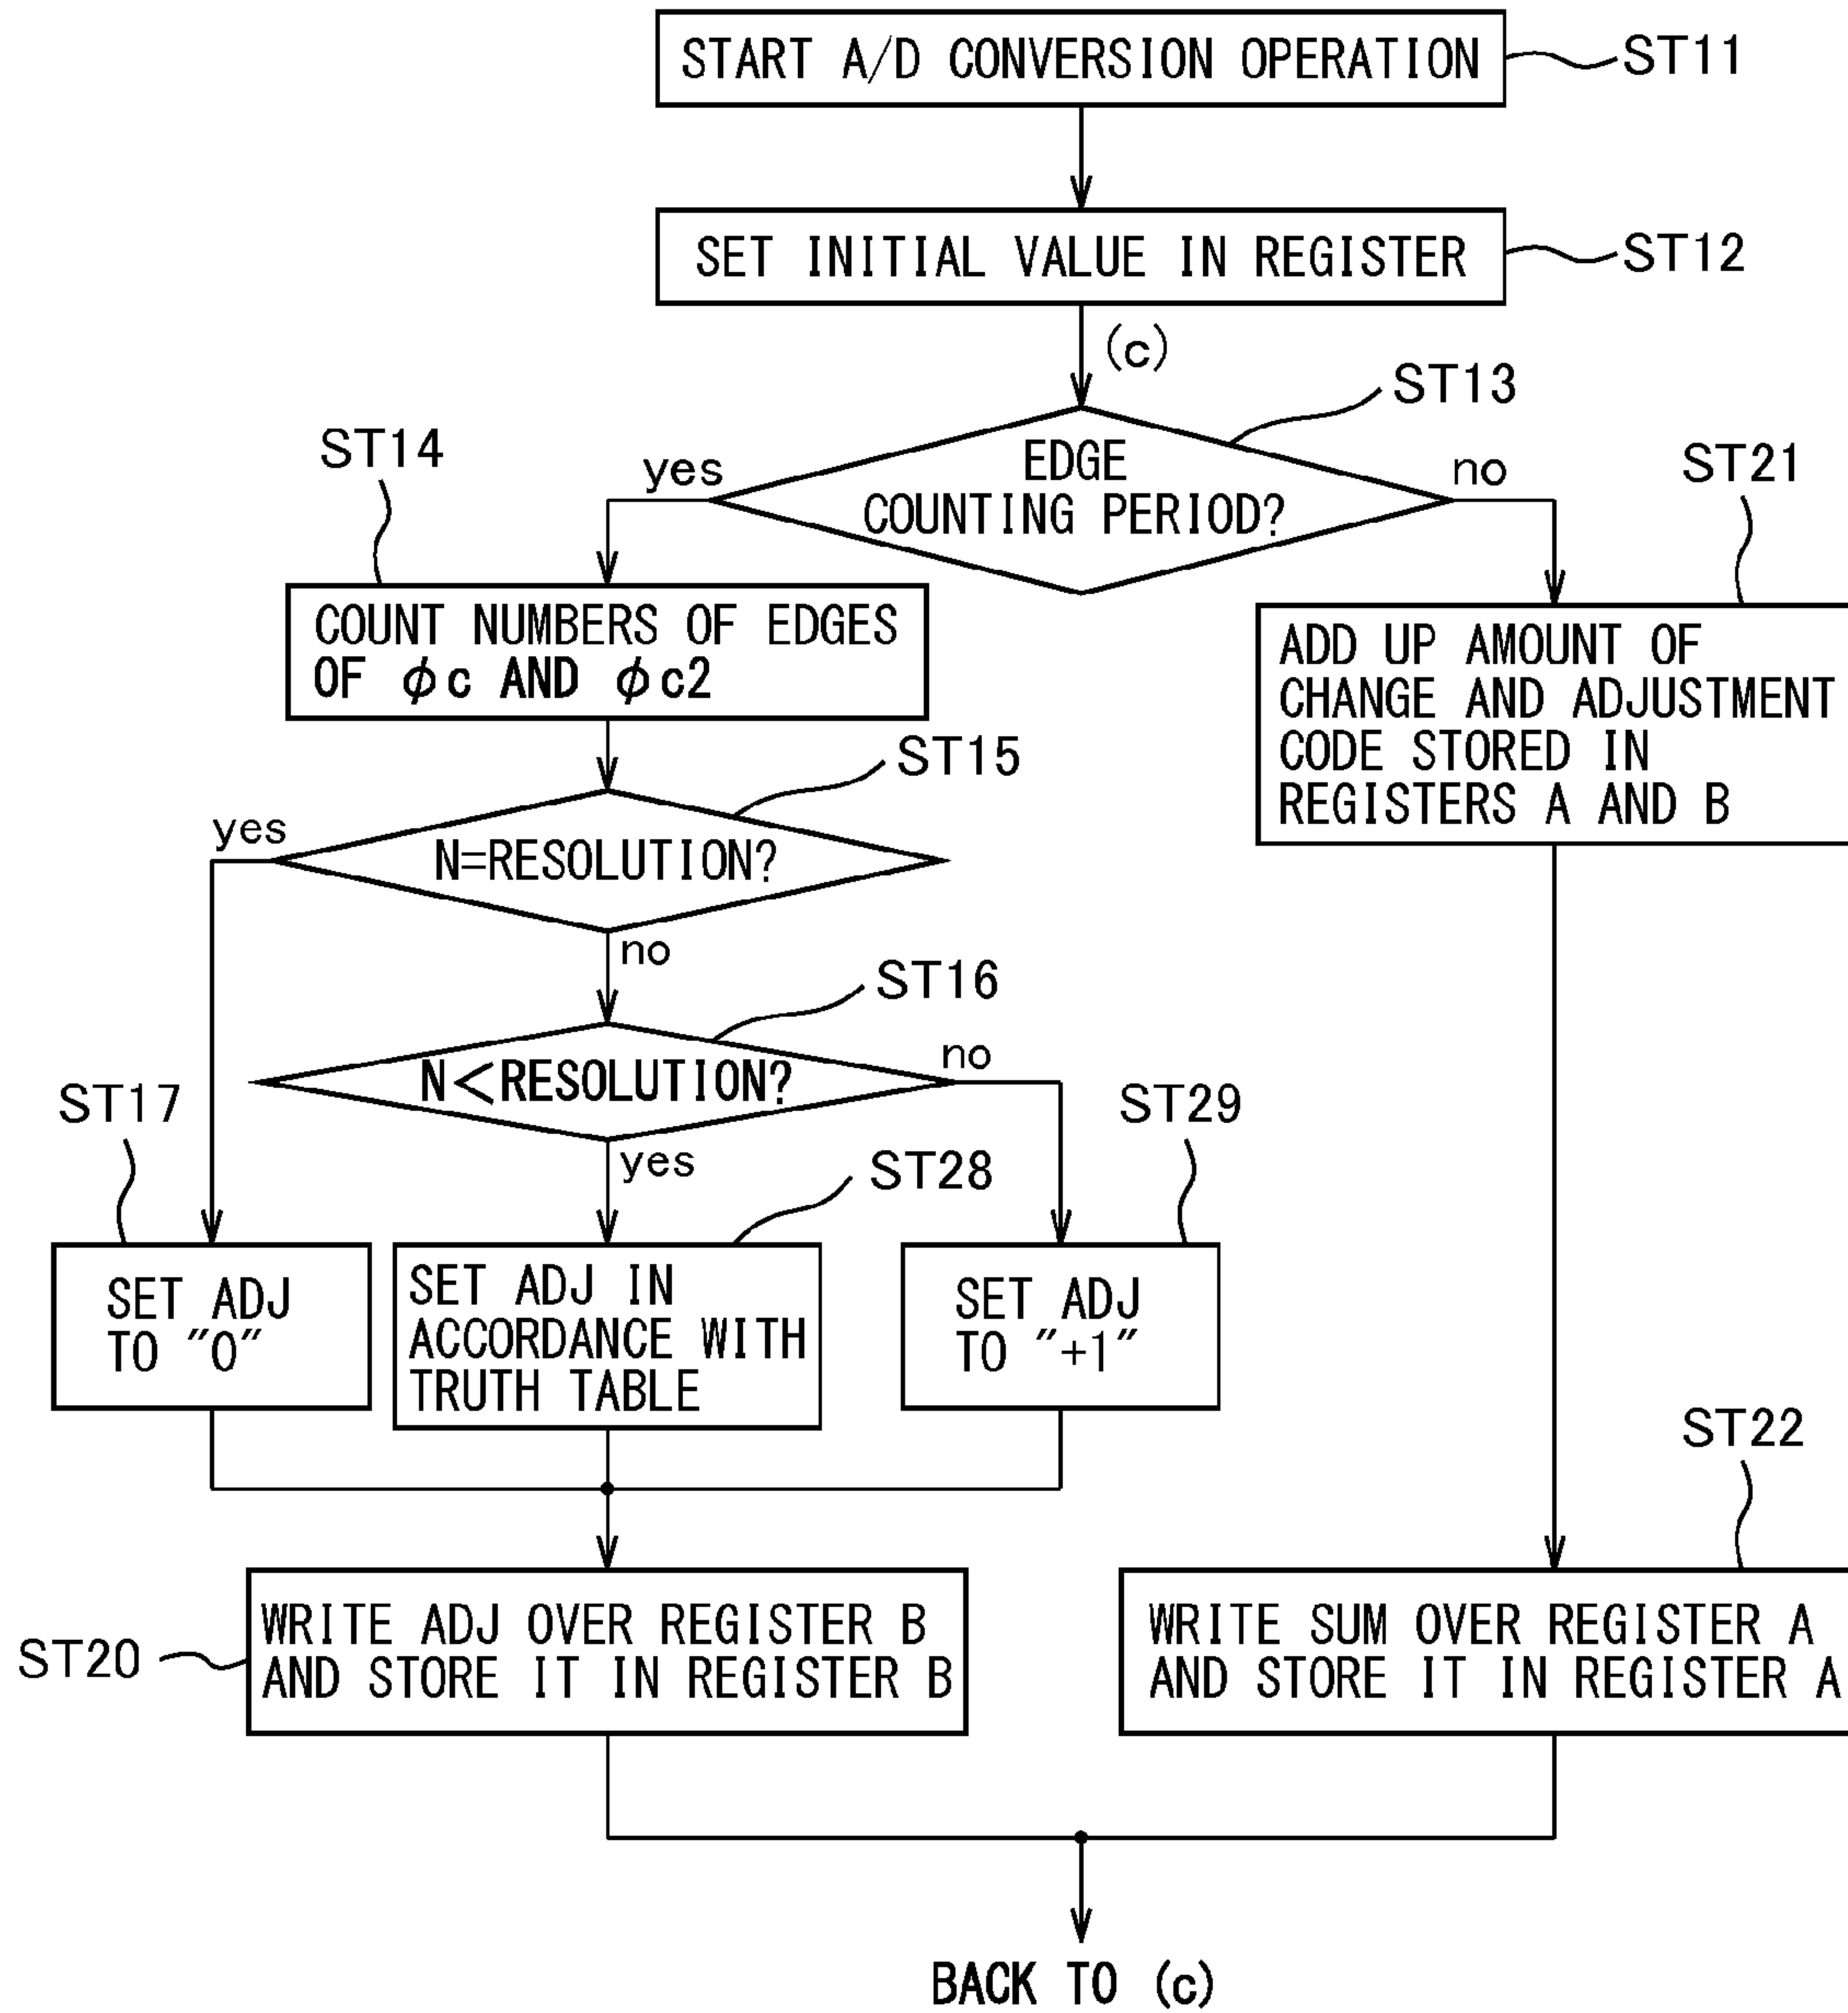 START A/D CONVERSION OPERATION
ST11
SET INITIAL VALUE IN REGISTER
ST12
(c)
ST13
EDGE
COUNTING PERIOD?
yes
no
ST14
COUNT NUMBERS OF EDGES
OF φc AND φc2
ST21
ADD UP AMOUNT OF
CHANGE AND ADJUSTMENT
CODE STORED IN
REGISTERS A AND B
ST15
N=RESOLUTION?
yes
no
ST16
N<RESOLUTION?
no
yes
ST17
SET ADJ
TO "0"
ST28
SET ADJ IN
ACCORDANCE WITH
TRUTH TABLE
ST29
SET ADJ
TO "+1"
ST20
WRITE ADJ OVER REGISTER B
AND STORE IT IN REGISTER B
ST22
WRITE SUM OVER REGISTER A
AND STORE IT IN REGISTER A
BACK TO (c)